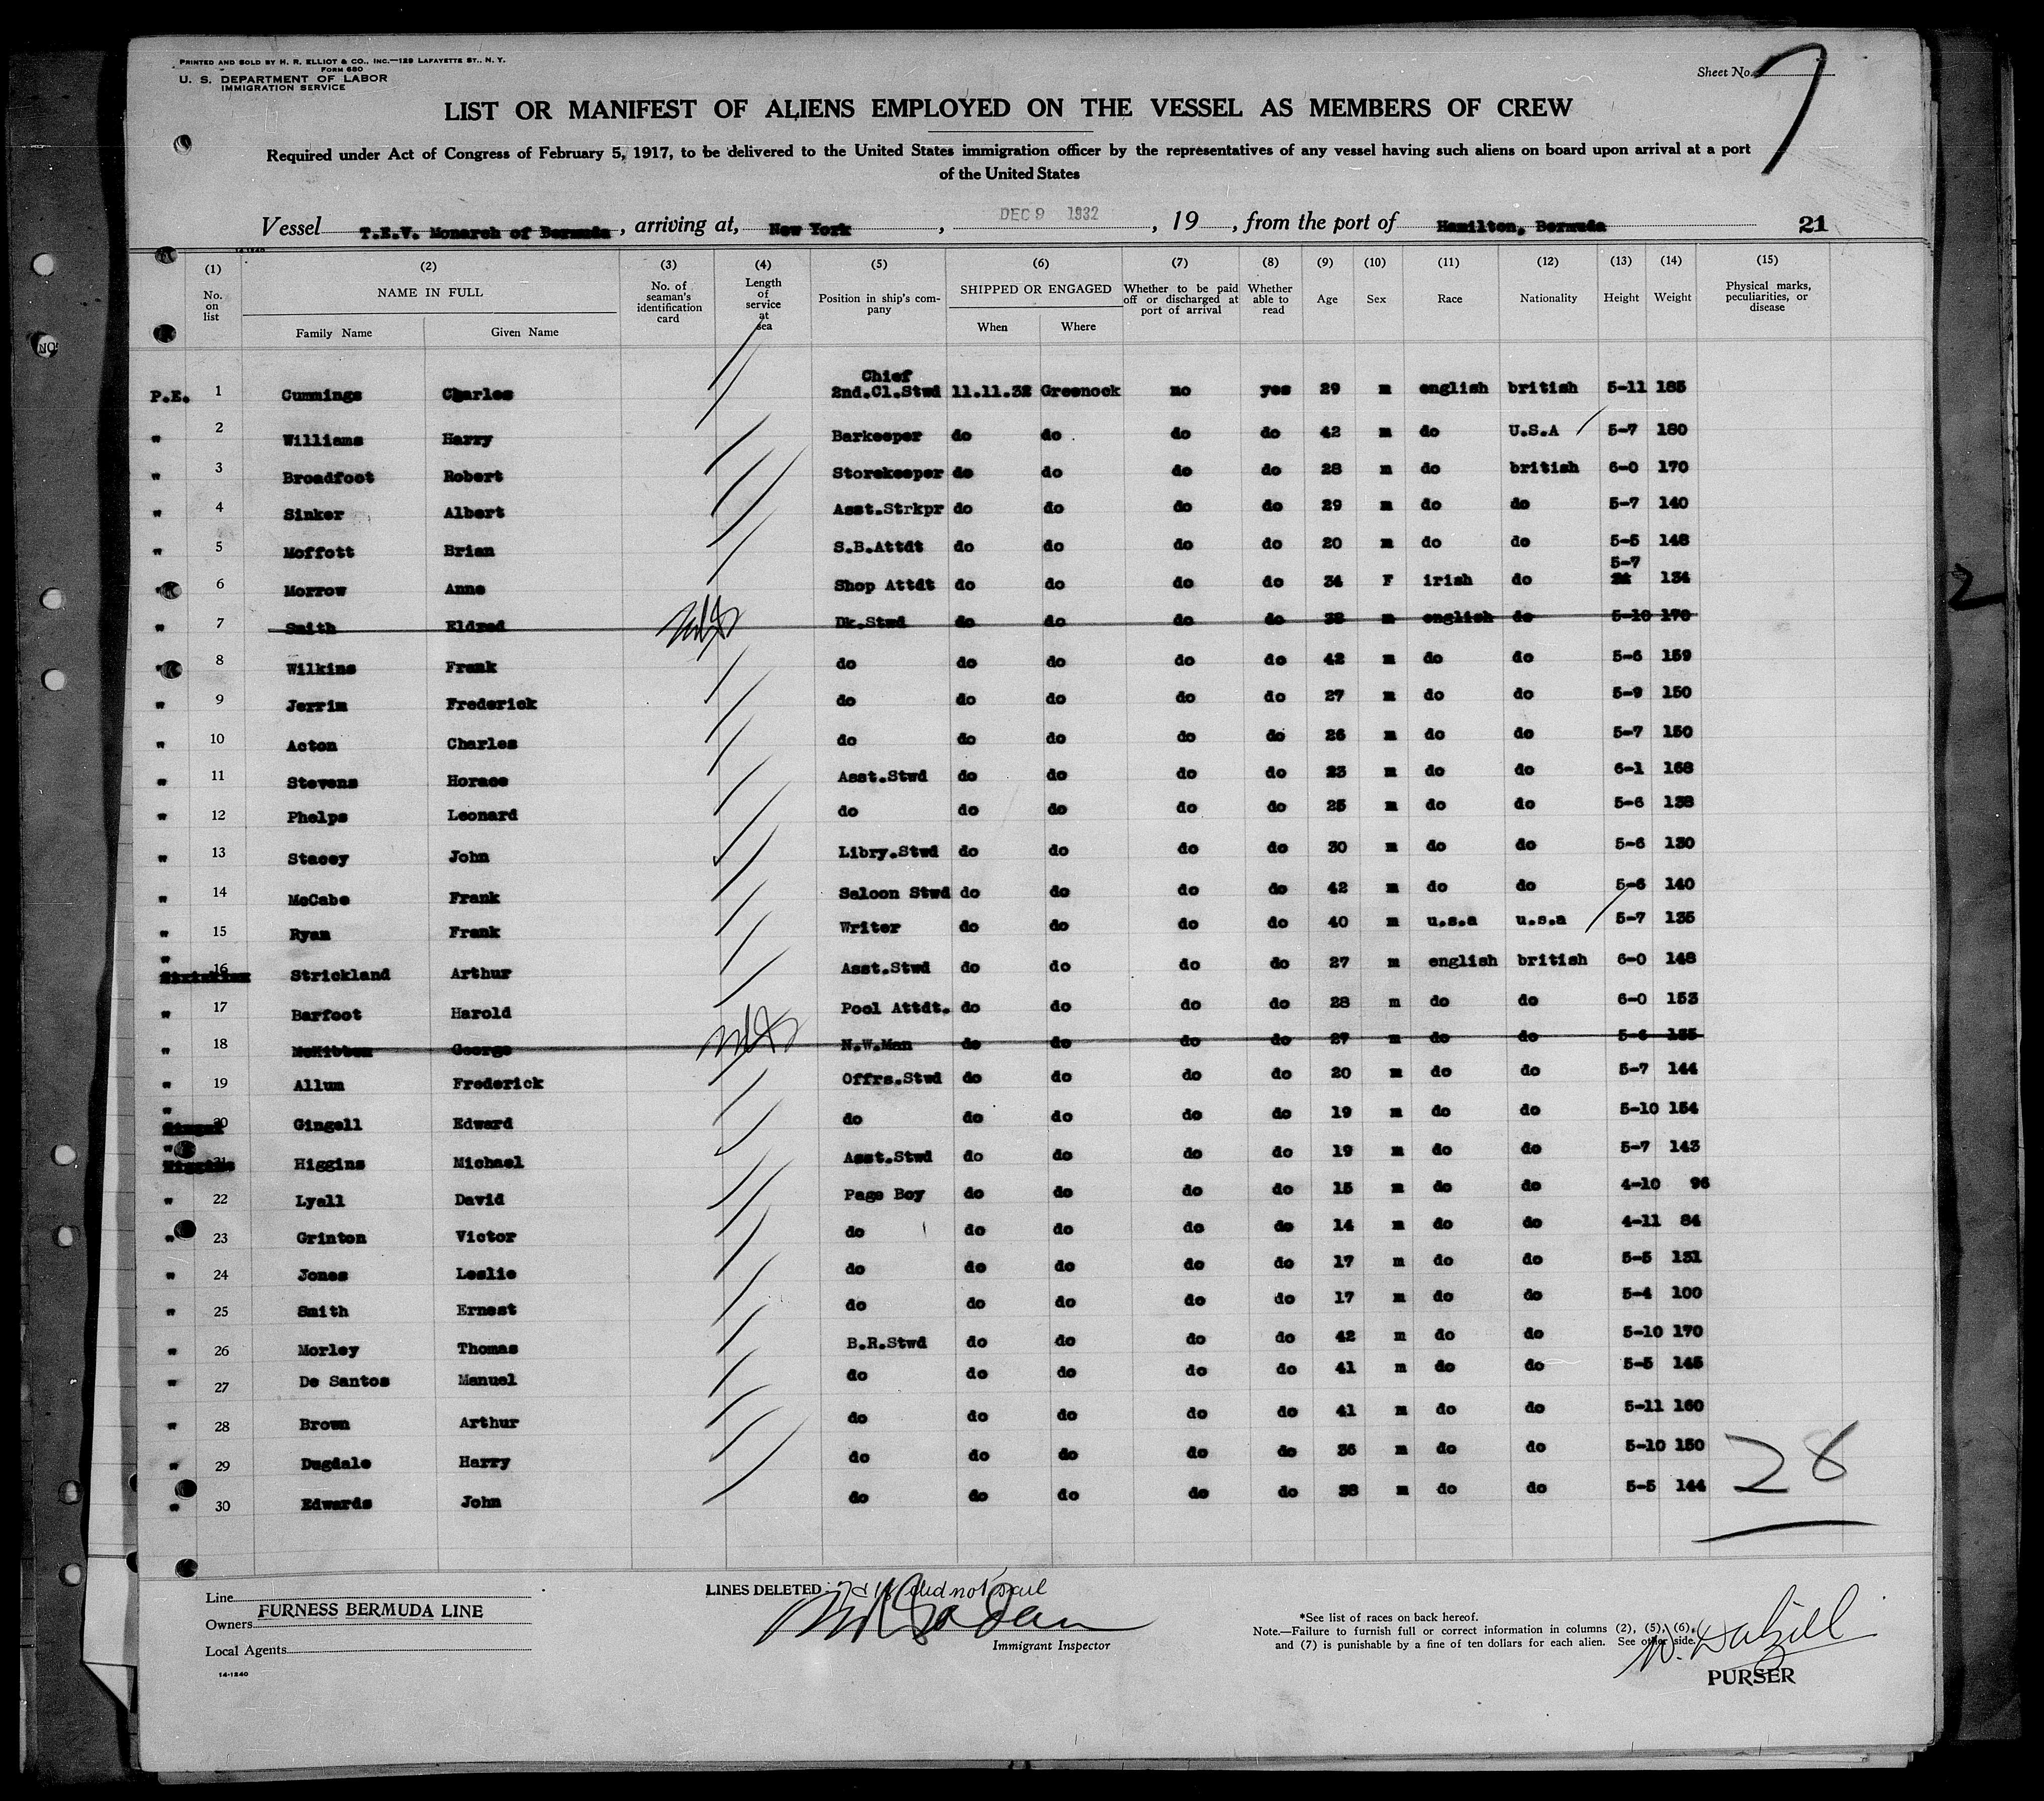 PRINTED AND SOLD BY H. R. ELLIOT & CO., INC.—129 LAFAYETTE ST., N. Y.
FORM 680
U. S. DEPARTMENT OF LABOR
IMMIGRATION SERVICE
Sheet No. 7
LIST OR MANIFEST OF ALIENS EMPLOYED ON THE VESSEL AS MEMBERS OF CREW
Required under Act of Congress of February 5, 1917, to be delivered to the United States immigration officer by the representatives of any vessel having such aliens on board upon arrival at a port
of the United States
Vessel T.E.V. Monarch of Bermuda, arriving at, New York, DEC 9 1932, 19 , from the port of Hamilton, Bermuda 21
14-1240
(1) (2) (3) (4) (5) (6) (7) (8) (9) (10) (11) (12) (13) (14) (15)
No. on list NAME IN FULL Family Name Given Name No. of seaman's identification card Length of service at sea Position in ship's company SHIPPED OR ENGAGED When Where Whether to be paid off or discharged at port of arrival Whether able to read Age Sex Race Nationality Height Weight Physical marks, peculiarities, or disease
P.E. 1 Cummings Charles Chief 2nd.Cl.Stwd 11.11.32 Greenock no yes 29 m english british 5-11 185
" 2 Williams Harry Barkeeper do do do do 42 m do U.S.A 5-7 180
" 3 Broadfoot Robert Storekeeper do do do do 28 m do british 6-0 170
" 4 Sinker Albert Asst.Strkpr do do do do 29 m do do 5-7 140
" 5 Moffott Brian S.B.Attdt do do do do 20 m do do 5-5 148
" 6 Morrow Anne Shop Attdt do do do do 34 F irish do 5-7 134
" 7 Smith Eldred Dk.Stwd do do do do 38 m english do 5-10 170
" 8 Wilkins Frank do do do do do 42 m do do 5-6 159
" 9 Jerrim Frederick do do do do do 27 m do do 5-9 150
" 10 Acton Charles do do do do do 26 m do do 5-7 150
" 11 Stevens Horace Asst.Stwd do do do do 23 m do do 6-1 168
" 12 Phelps Leonard do do do do do 25 m do do 5-6 138
" 13 Stacey John Libry.Stwd do do do do 30 m do do 5-6 130
" 14 McCabe Frank Saloon Stwd do do do do 42 m do do 5-6 140
" 15 Ryan Frank Writer do do do do 40 m u.s.a u.s.a 5-7 135
" 16 Strickland Arthur Asst.Stwd do do do do 27 m english british 6-0 148
" 17 Barfoot Harold Pool Attdt. do do do do 28 m do do 6-0 153
" 18 McKibben George N.W.Man do do do do 27 m do do 5-6 135
" 19 Allum Frederick Offrs.Stwd do do do do 20 m do do 5-7 144
" 20 Gingell Edward do do do do do 19 m do do 5-10 154
" 21 Higgins Michael Asst.Stwd do do do do 19 m do do 5-7 143
" 22 Lyall David Page Boy do do do do 15 m do do 4-10 96
" 23 Grinton Victor do do do do do 14 m do do 4-11 84
" 24 Jones Leslie do do do do do 17 m do do 5-5 131
" 25 Smith Ernest do do do do do 17 m do do 5-4 100
" 26 Morley Thomas B.R.Stwd do do do do 42 m do do 5-10 170
" 27 De Santos Manuel do do do do do 41 m do do 5-5 145
" 28 Brown Arthur do do do do do 41 m do do 5-11 160
" 29 Dugdale Harry do do do do do 36 m do do 5-10 150
" 30 Edwards John do do do do do 38 m do do 5-5 144
28
2
Line
Owners FURNESS BERMUDA LINE
Local Agents
14-1240
LINES DELETED: 7 & 18 did not sail
Immigrant Inspector
*See list of races on back hereof.
Note.—Failure to furnish full or correct information in columns (2), (5), (6),
and (7) is punishable by a fine of ten dollars for each alien. See other side.
W. Dalzell
PURSER